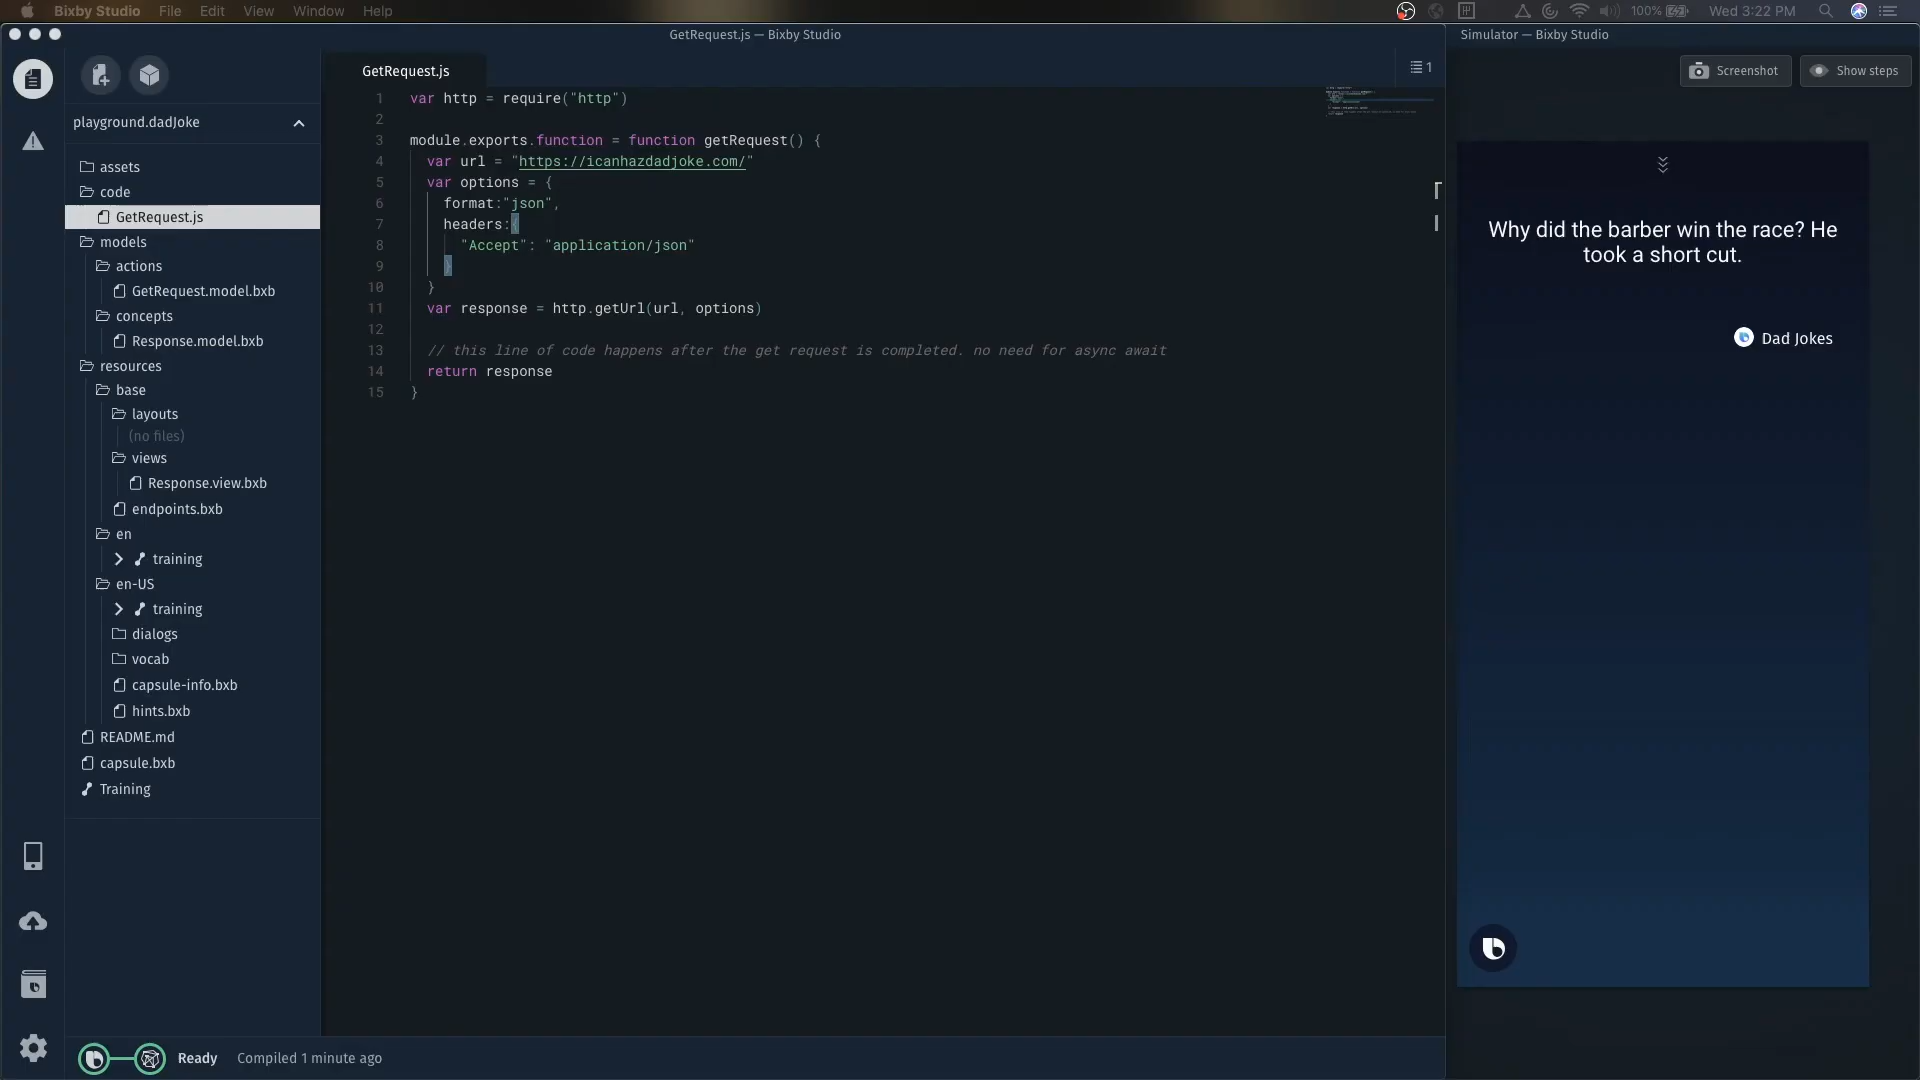 Bixby Studio File Edit View Window Help
100% Wed 3:22 PM
GetRequest.js — Bixby Studio
Simulator — Bixby Studio
GetRequest.js
1
Screenshot
Show steps
playground.dadJoke
assets
code
GetRequest.js
models
actions
GetRequest.model.bxb
concepts
Response.model.bxb
resources
base
layouts
(no files)
views
Response.view.bxb
endpoints.bxb
en
training
en-US
training
dialogs
vocab
capsule-info.bxb
hints.bxb
README.md
capsule.bxb
Training
1 var http = require("http")
2
3 module.exports.function = function getRequest() {
4 var url = "https://icanhazdadjoke.com/"
5 var options = {
6 format:"json",
7 headers:{
8 "Accept": "application/json"
9 }
10 }
11 var response = http.getUrl(url, options)
12
13 // this line of code happens after the get request is completed. no need for async await
14 return response
15 }
Why did the barber win the race? He
took a short cut.
Dad Jokes
Ready Compiled 1 minute ago